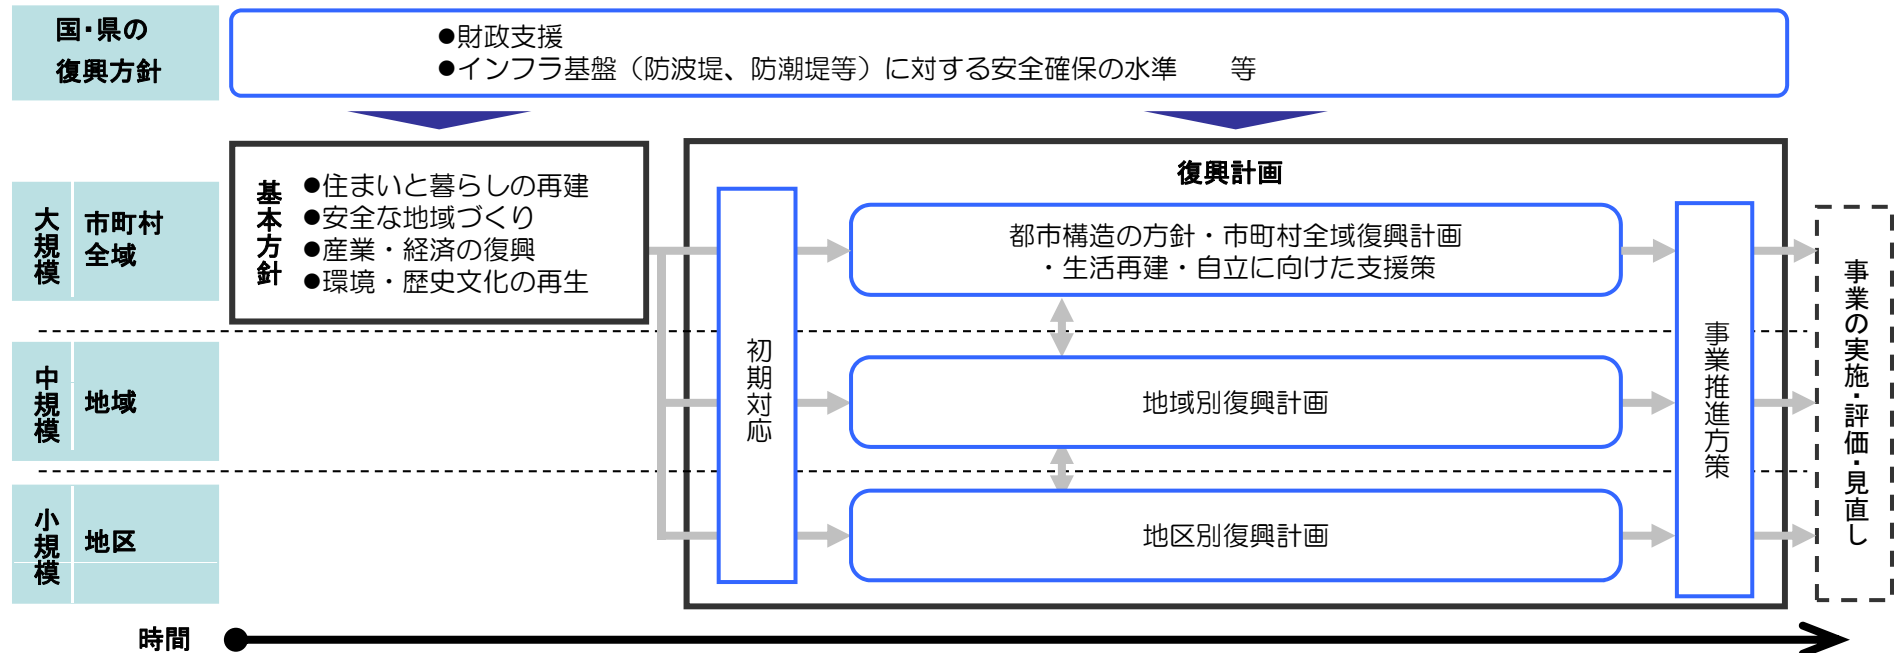 国・県の
復興方針
●財政支援
●インフラ基盤（防波堤、防潮堤等）に対する安全確保の水準　　等
大規模
市町村
全域
基本方針
●住まいと暮らしの再建
●安全な地域づくり
●産業・経済の復興
●環境・歴史文化の再生
復興計画
初期対応
都市構造の方針・市町村全域復興計画
・生活再建・自立に向けた支援策
事業推進方策
事業の実施・評価・見直し
中規模
地域
地域別復興計画
小規模
地区
地区別復興計画
時間